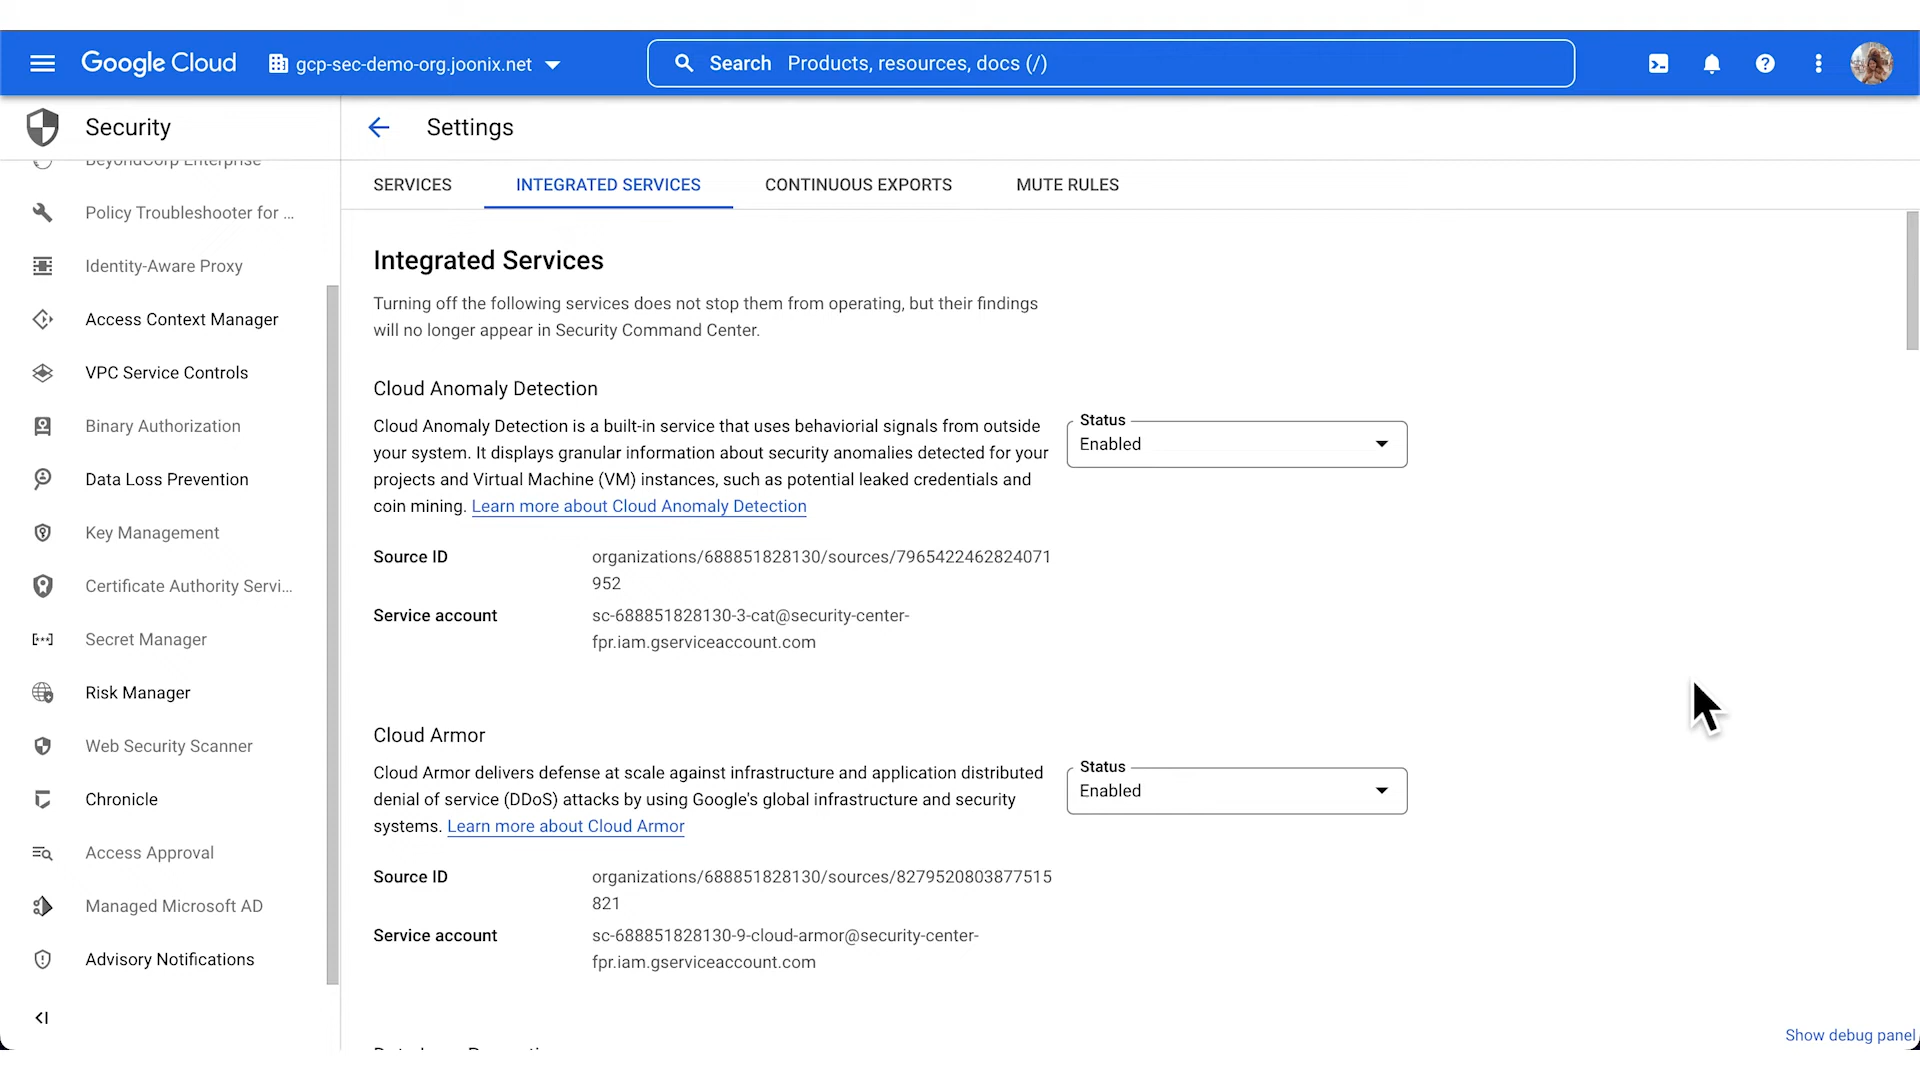 Google Cloud
gcp-sec-demo-org.joonix.net
Search Products, resources, docs (/)
Security
Settings
BeyondCorp Enterprise
Policy Troubleshooter for ...
Identity-Aware Proxy
Access Context Manager
VPC Service Controls
Binary Authorization
Data Loss Prevention
Key Management
Certificate Authority Servi...
Secret Manager
Risk Manager
Web Security Scanner
Chronicle
Access Approval
Managed Microsoft AD
Advisory Notifications
SERVICES
INTEGRATED SERVICES
CONTINUOUS EXPORTS
MUTE RULES
Integrated Services
Turning off the following services does not stop them from operating, but their findings
will no longer appear in Security Command Center.
Cloud Anomaly Detection
Cloud Anomaly Detection is a built-in service that uses behaviorial signals from outside
your system. It displays granular information about security anomalies detected for your
projects and Virtual Machine (VM) instances, such as potential leaked credentials and
coin mining. Learn more about Cloud Anomaly Detection
Status
Enabled
Source ID
organizations/688851828130/sources/7965422462824071
952
Service account
sc-688851828130-3-cat@security-center-
fpr.iam.gserviceaccount.com
Cloud Armor
Cloud Armor delivers defense at scale against infrastructure and application distributed
denial of service (DDoS) attacks by using Google's global infrastructure and security
systems. Learn more about Cloud Armor
Status
Enabled
Source ID
organizations/688851828130/sources/8279520803877515
821
Service account
sc-688851828130-9-cloud-armor@security-center-
fpr.iam.gserviceaccount.com
Show debug panel